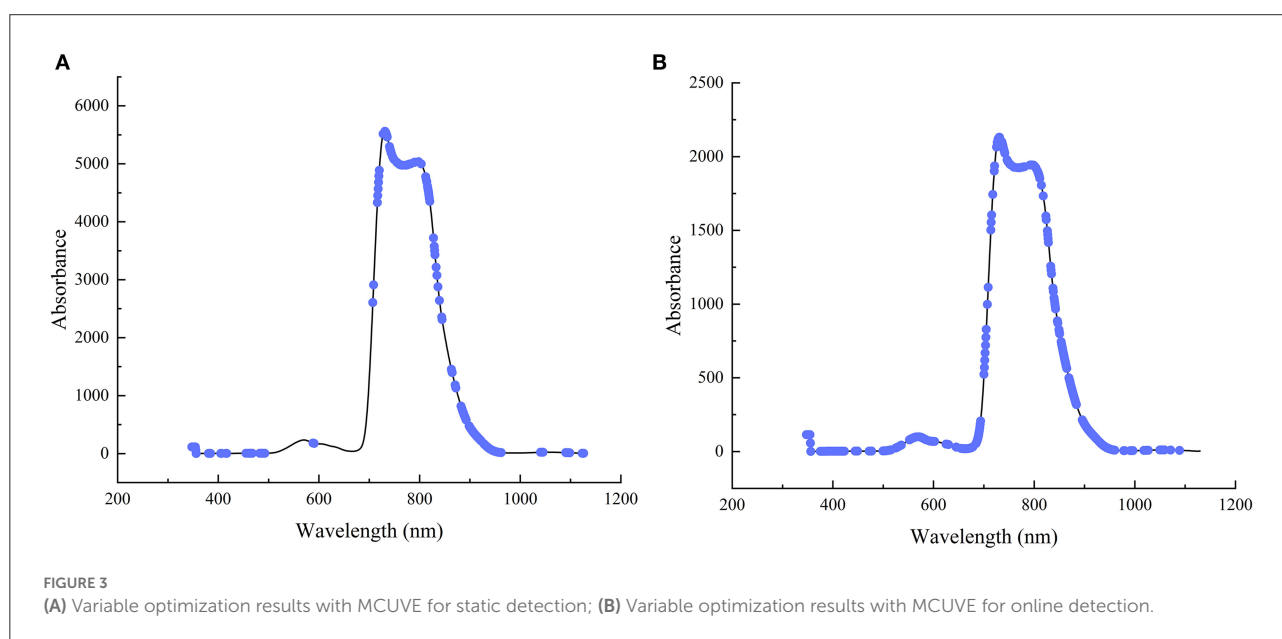 A
6000
5000
4000
3000
2000
1000
0
Absorbance
200 400 600 800 1000 1200
Wavelength (nm)
B
2500
2000
1500
1000
500
0
Absorbance
200 400 600 800 1000 1200
Wavelength (nm)
FIGURE 3
(A) Variable optimization results with MCUVE for static detection; (B) Variable optimization results with MCUVE for online detection.